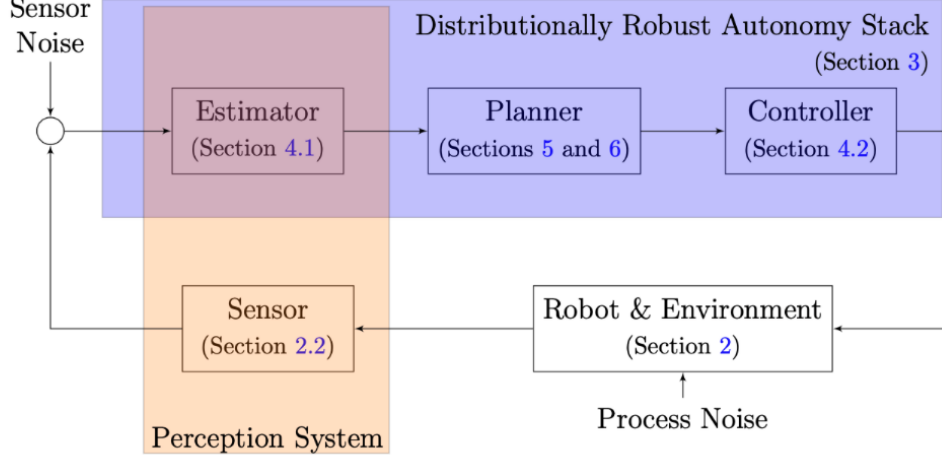 Sensor
Noise
Distributionally Robust Autonomy Stack
(Section 3)
Estimator
(Section 4.1)
Planner
(Sections 5 and 6)
Controller
(Section 4.2)
Sensor
(Section 2.2)
Robot & Environment
(Section 2)
Process Noise
Perception System